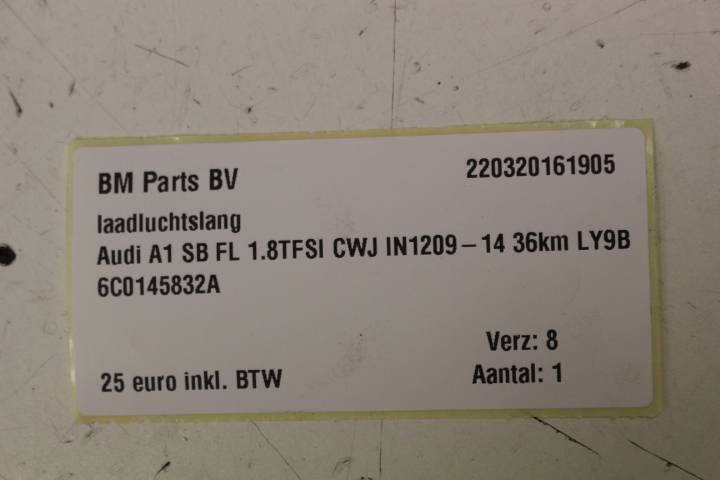 BM Parts BV 220320161905
laadluchtslang
Audi A1 SB FL 1.8TFSI CWJ IN1209-14 36km LY9B
6C0145832A
Verz: 8
25 euro inkl. BTW Aantal: 1